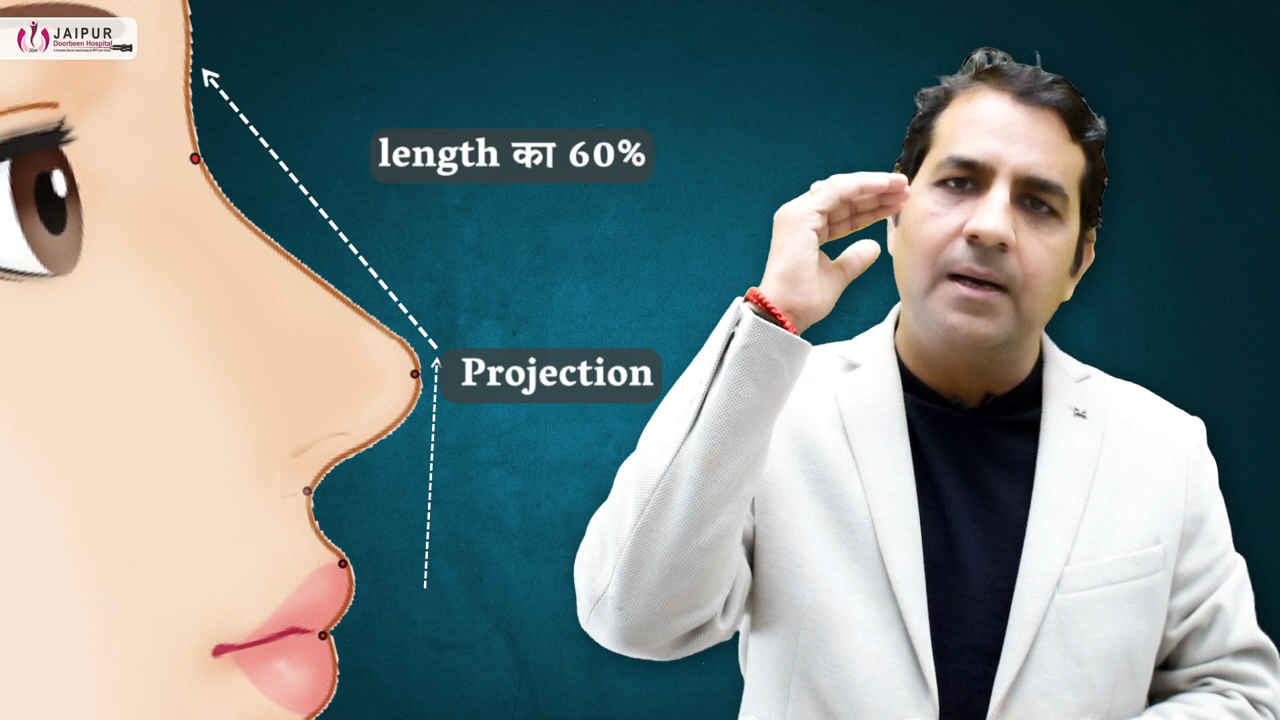 JAIPUR
Doorbeen Hospital
length का 60%
Projection